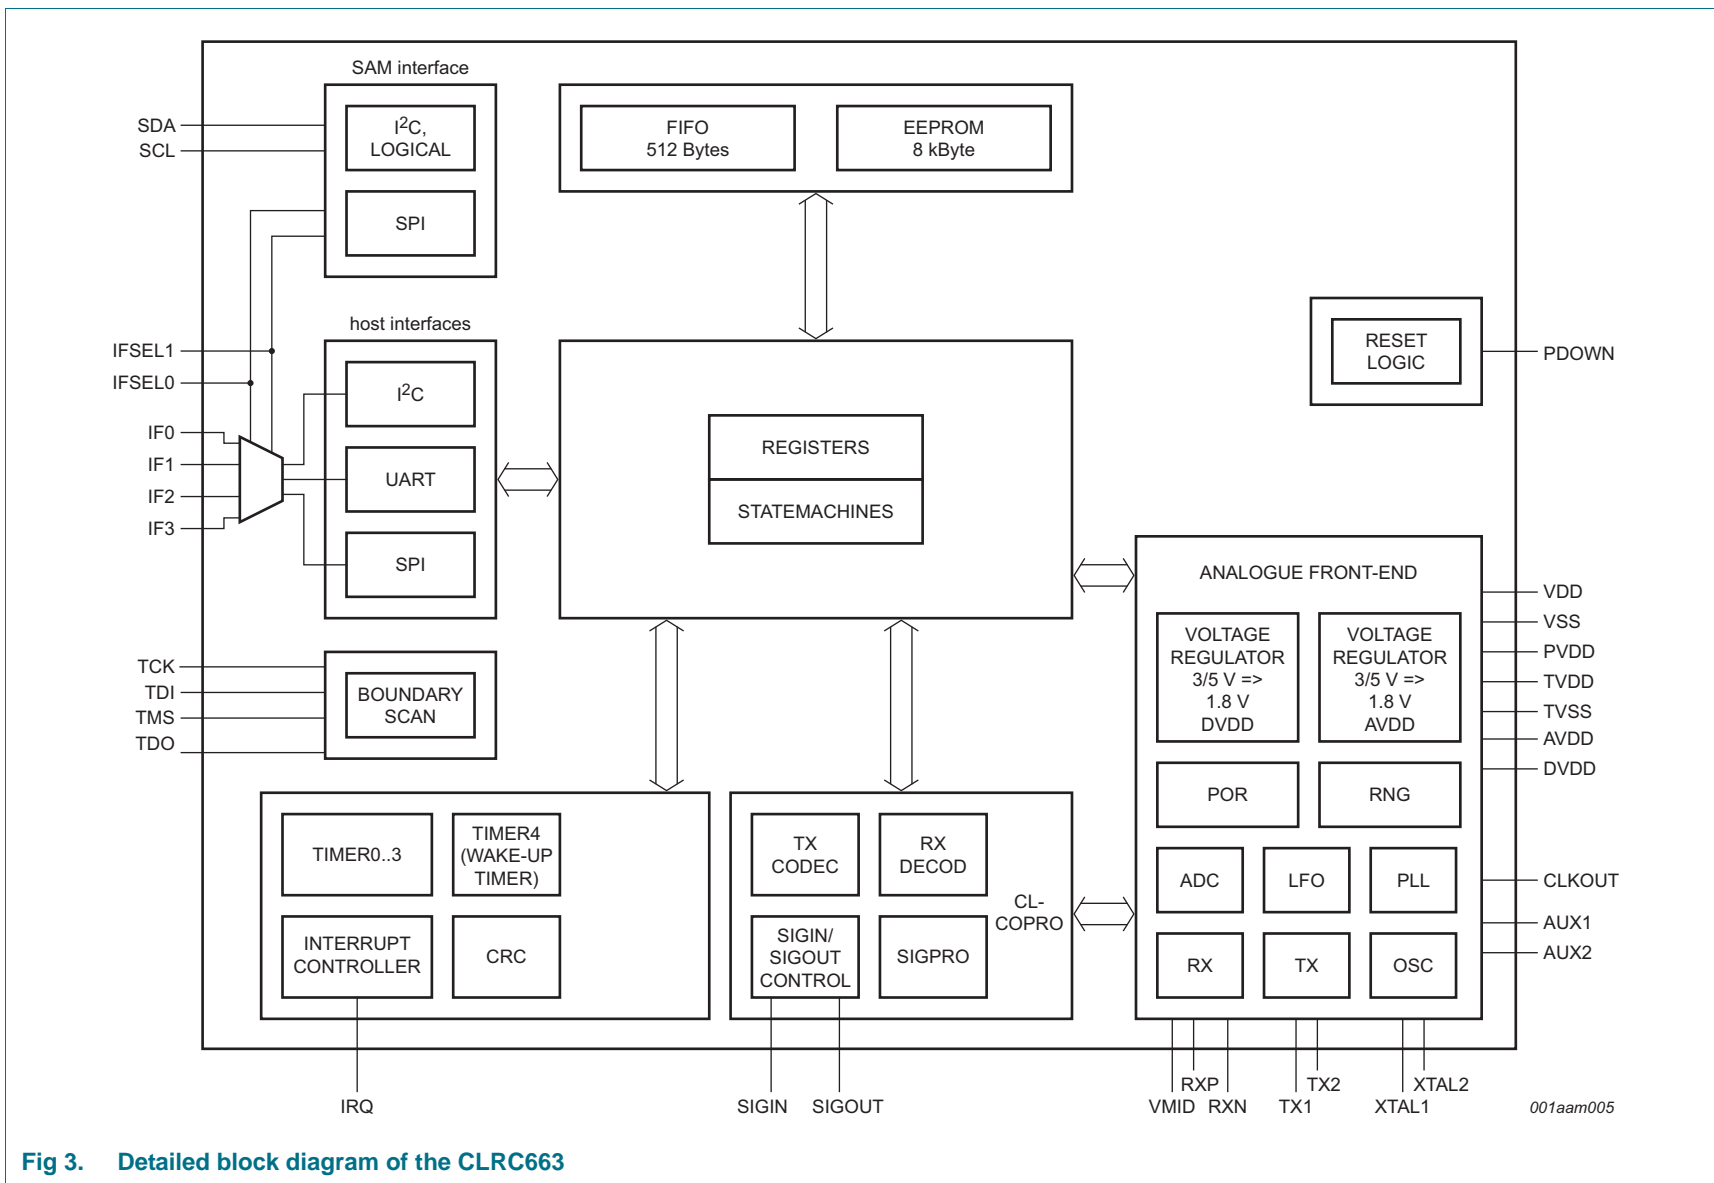 SAM interface
SDA
SCL
I²C,
LOGICAL
SPI
FIFO
512 Bytes
EEPROM
8 kByte
host interfaces
IFSEL1
IFSEL0
IF0
IF1
IF2
IF3
I²C
UART
SPI
REGISTERS
STATEMACHINES
RESET
LOGIC
PDOWN
TCK
TDI
TMS
TDO
BOUNDARY
SCAN
ANALOGUE FRONT-END
VOLTAGE
REGULATOR
3/5 V =>
1.8 V
DVDD
VOLTAGE
REGULATOR
3/5 V =>
1.8 V
AVDD
POR
RNG
ADC
LFO
PLL
RX
TX
OSC
VDD
VSS
PVDD
TVDD
TVSS
AVDD
DVDD
CLKOUT
AUX1
AUX2
TIMER0..3
TIMER4
(WAKE-UP
TIMER)
INTERRUPT
CONTROLLER
CRC
TX
CODEC
RX
DECOD
SIGIN/
SIGOUT
CONTROL
SIGPRO
CL-
COPRO
IRQ
SIGIN
SIGOUT
VMID
RXP
RXN
TX1
TX2
XTAL1
XTAL2
001aam005
Fig 3. Detailed block diagram of the CLRC663